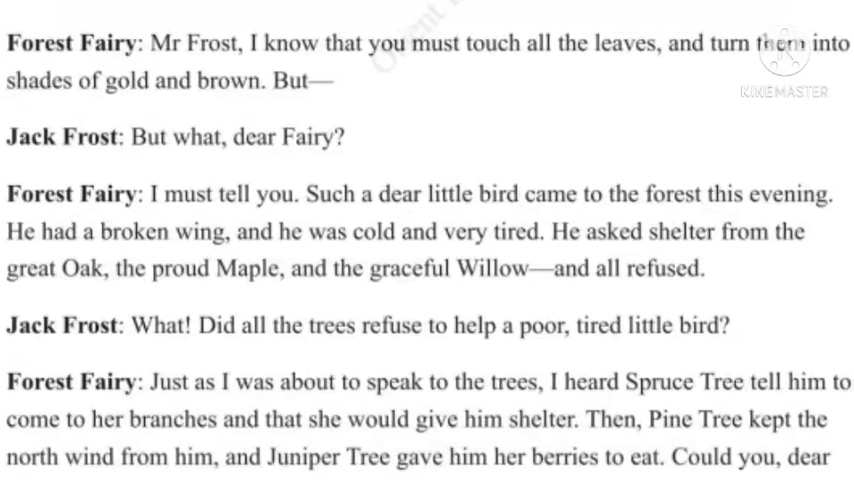 Forest Fairy: Mr Frost, I know that you must touch all the leaves, and turn them into
shades of gold and brown. But—
Jack Frost: But what, dear Fairy?
Forest Fairy: I must tell you. Such a dear little bird came to the forest this evening.
He had a broken wing, and he was cold and very tired. He asked shelter from the
great Oak, the proud Maple, and the graceful Willow—and all refused.
Jack Frost: What! Did all the trees refuse to help a poor, tired little bird?
Forest Fairy: Just as I was about to speak to the trees, I heard Spruce Tree tell him to
come to her branches and that she would give him shelter. Then, Pine Tree kept the
north wind from him, and Juniper Tree gave him her berries to eat. Could you, dear
KINEMASTER